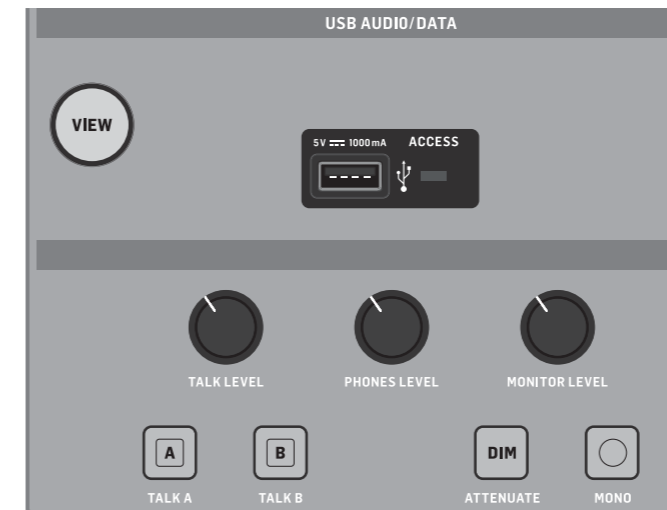 USB AUDIO/DATA
VIEW
5V 1000mA ACCESS
TALK LEVEL PHONES LEVEL MONITOR LEVEL
A B DIM
TALK A TALK B ATTENUATE MONO